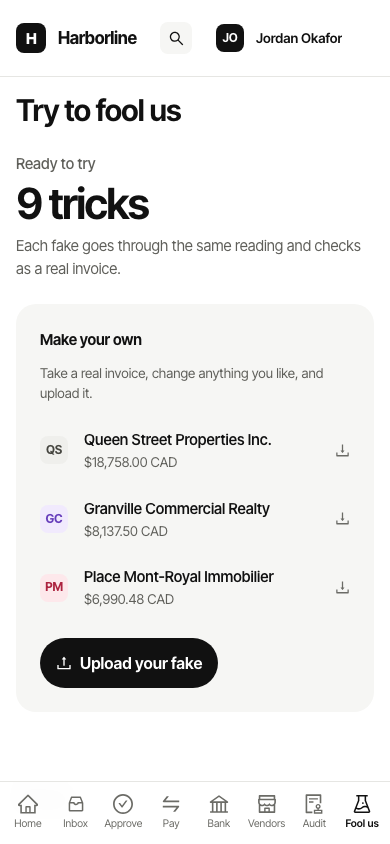 H Harborline JO Jordan Okafor
Try to fool us
Ready to try
9 tricks
Each fake goes through the same reading and checks
as a real invoice.
Make your own
Take a real invoice, change anything you like, and
upload it.
QS Queen Street Properties Inc.
$18,758.00 CAD
GC Granville Commercial Realty
$8,137.50 CAD
PM Place Mont-Royal Immobilier
$6,990.48 CAD
Upload your fake
Home Inbox Approve Pay Bank Vendors Audit Fool us